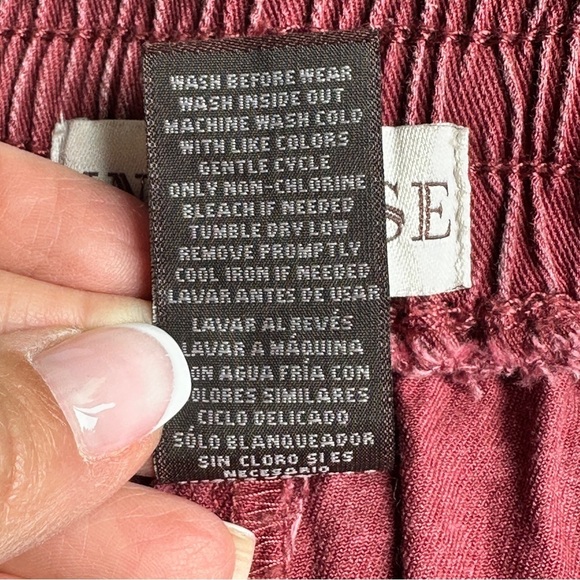 WASH BEFORE WEAR
WASH INSIDE OUT
MACHINE WASH COLD
WITH LIKE COLORS
GENTLE CYCLE
ONLY NON-CHLORINE
BLEACH IF NEEDED
TUMBLE DRY LOW
REMOVE PROMPTLY
COOL IRON IF NEEDED
LAVAR ANTES DE USAR
LAVAR AL REVÉS
LAVAR A MÁQUINA
CON AGUA FRÍA CON
COLORES SIMILARES
CICLO DELICADO
SÓLO BLANQUEADOR
SIN CLORO SI ES
NECESARIO